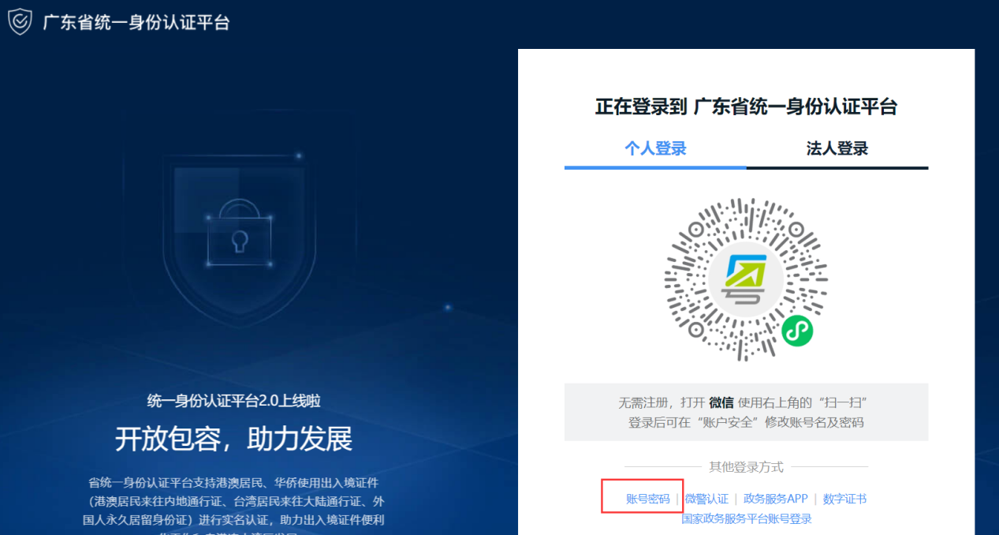 广东省统一身份认证平台
统一身份认证平台2.0上线啦
开放包容，助力发展
省统一身份认证平台支持港澳居民、华侨使用出入境证件
（港澳居民来往内地通行证、台湾居民来往大陆通行证、外
国人永久居留身份证）进行实名认证，助力出入境证件便利
正在登录到 广东省统一身份认证平台
个人登录 法人登录
无需注册，打开 微信 使用右上角的“扫一扫”
登录后可在“账户安全”修改账号名及密码
其他登录方式
账号密码 | 微警认证 | 政务服务APP | 数字证书
国家政务服务平台账号登录